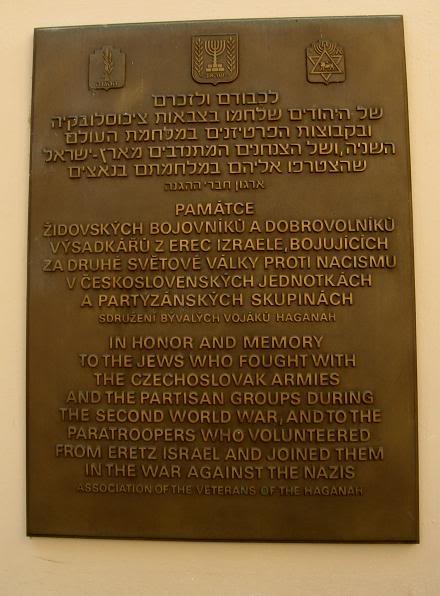 לכבודם ולזכרם
של היהודים שלחמו בצבאות ציכוסלובקיה
ובקבוצות הפרטיזנים במלחמת העולם
השניה, ושל הצנחנים המתנדבים מארץ-ישראל
שהצטרפו אליהם במלחמתם בנאצים
ארגון חברי ההגנה
PAMÁTCE
ŽIDOVSKÝCH BOJOVNÍKŮ A DOBROVOLNÍKŮ
VÝSADKÁŘŮ Z EREC IZRAELE, BOJUJÍCÍCH
ZA DRUHÉ SVĚTOVÉ VÁLKY PROTI NACISMU
V ČESKOSLOVENSKÝCH JEDNOTKÁCH
A PARTYZÁNSKÝCH SKUPINÁCH
SDRUŽENÍ BÝVALÝCH VOJÁKŮ HAGANAH
IN HONOR AND MEMORY
TO THE JEWS WHO FOUGHT WITH
THE CZECHOSLOVAK ARMIES
AND THE PARTISAN GROUPS DURING
THE SECOND WORLD WAR, AND TO THE
PARATROOPERS WHO VOLUNTEERED
FROM ERETZ ISRAEL AND JOINED THEM
IN THE WAR AGAINST THE NAZIS
ASSOCIATION OF THE VETERANS OF THE HAGANAH